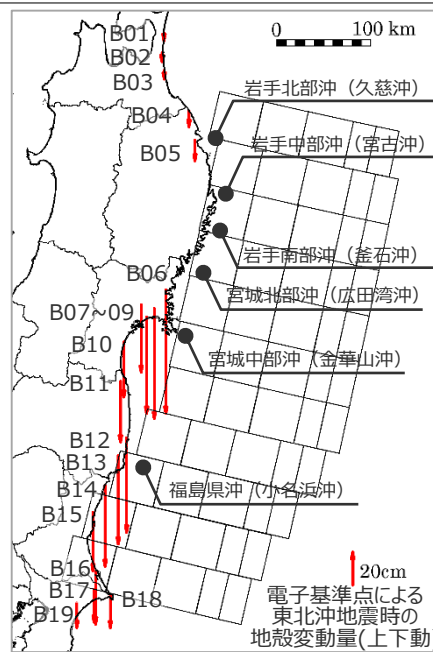 B01
0 100 km
B02
B03
岩手北部沖（久慈沖）
B04
岩手中部沖（宮古沖）
B05
岩手南部沖（釜石沖）
B06
宮城北部沖（広田湾沖）
B07～09
B10
宮城中部沖（金華山沖）
B11
B12
B13
福島県沖（小名浜沖）
B14
B15
B16
20cm
B17
電子基準点による
B18
東北沖地震時の
B19
地殻変動量(上下動)